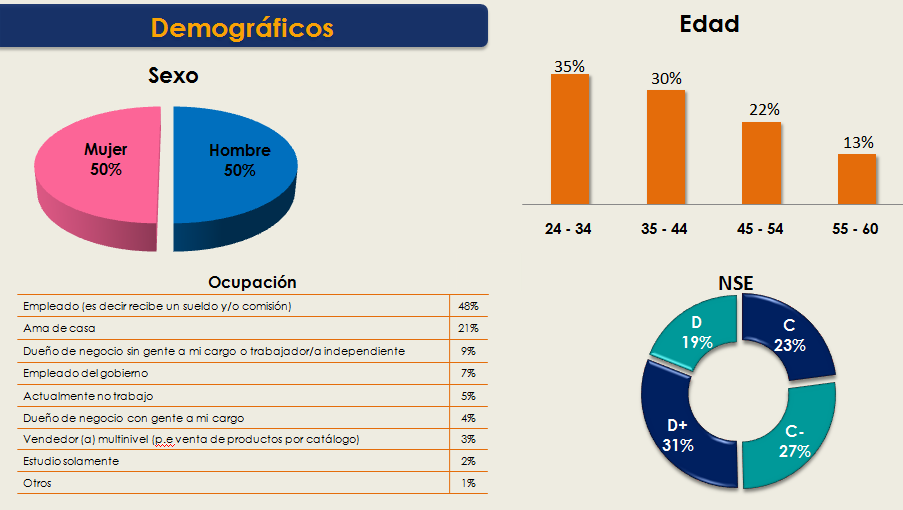 Demográficos
Sexo
Mujer
50%
Hombre
50%
Edad
35%
30%
22%
13%
24 - 34
35 - 44
45 - 54
55 - 60
Ocupación
Empleado (es decir recibe un sueldo y/o comisión) 48%
Ama de casa 21%
Dueño de negocio sin gente a mi cargo o trabajador/a independiente 9%
Empleado del gobierno 7%
Actualmente no trabajo 5%
Dueño de negocio con gente a mi cargo 4%
Vendedor (a) multinivel (p.e venta de productos por catálogo) 3%
Estudio solamente 2%
Otros 1%
NSE
D
19%
C
23%
D+
31%
C-
27%